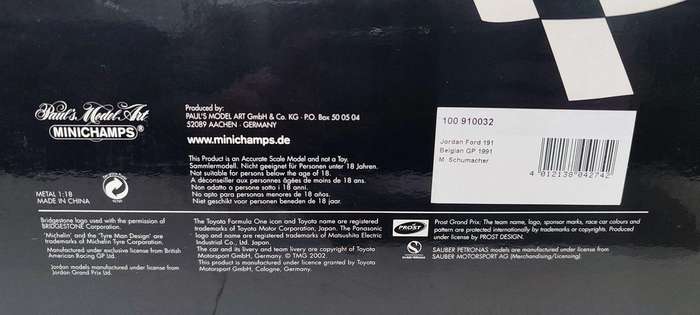 Paul's Model Art
MINICHAMPS®
METAL 1:18
MADE IN CHINA
Produced by:
PAUL'S MODEL ART GmbH & Co. KG · P.O. Box 50 05 04
52089 AACHEN · GERMANY
www.minichamps.de
This Product is an Accurate Scale Model and not a Toy.
Sammlermodell. Nicht geeignet für Personen unter 18 Jahren.
Not suitable for persons below the age of 18.
A déconseiller aux personnes âgées de moins de 18 ans.
Non adatto a persone sotto i 18 anni.
No apto para personas menores de 18 años.
Niet geschikt voor personen beneden de 18 jaar.
100 910032
Jordan Ford 191
Belgian GP 1991
M. Schumacher
4 012138 042742
Bridgestone logo used with the permission of
BRIDGESTONE Corporation.
'Michelin' and the "Tyre Man Design" are
trademarks of Michelin Tyre Corporation.
Manufactured under exclusive license from British
American Racing GP Ltd.
Jordan models manufactured under license from
Jordan Grand Prix Ltd.
The Toyota Formula One icon and Toyota name are registered
trademarks of Toyota Motor Corporation, Japan. The Panasonic
logo and name are registered trademarks of Matsushita Electric
Industrial Co., Ltd. Japan.
The car and its livery and team livery are copyright of Toyota
Motorsport GmbH, Germany. © TMG 2002.
This product manufactured under licence granted by Toyota
Motorsport GmbH, Cologne, Germany.
PROST
Prost Grand Prix: The team name, logo, sponsor marks, race car colours and
pattern are protected internationally by trademarks or copyrights. Produced
under license from PROST DESIGN.
SAUBER PETRONAS models are manufactured under license from
SAUBER MOTORSPORT AG (Merchandising/Licensing).